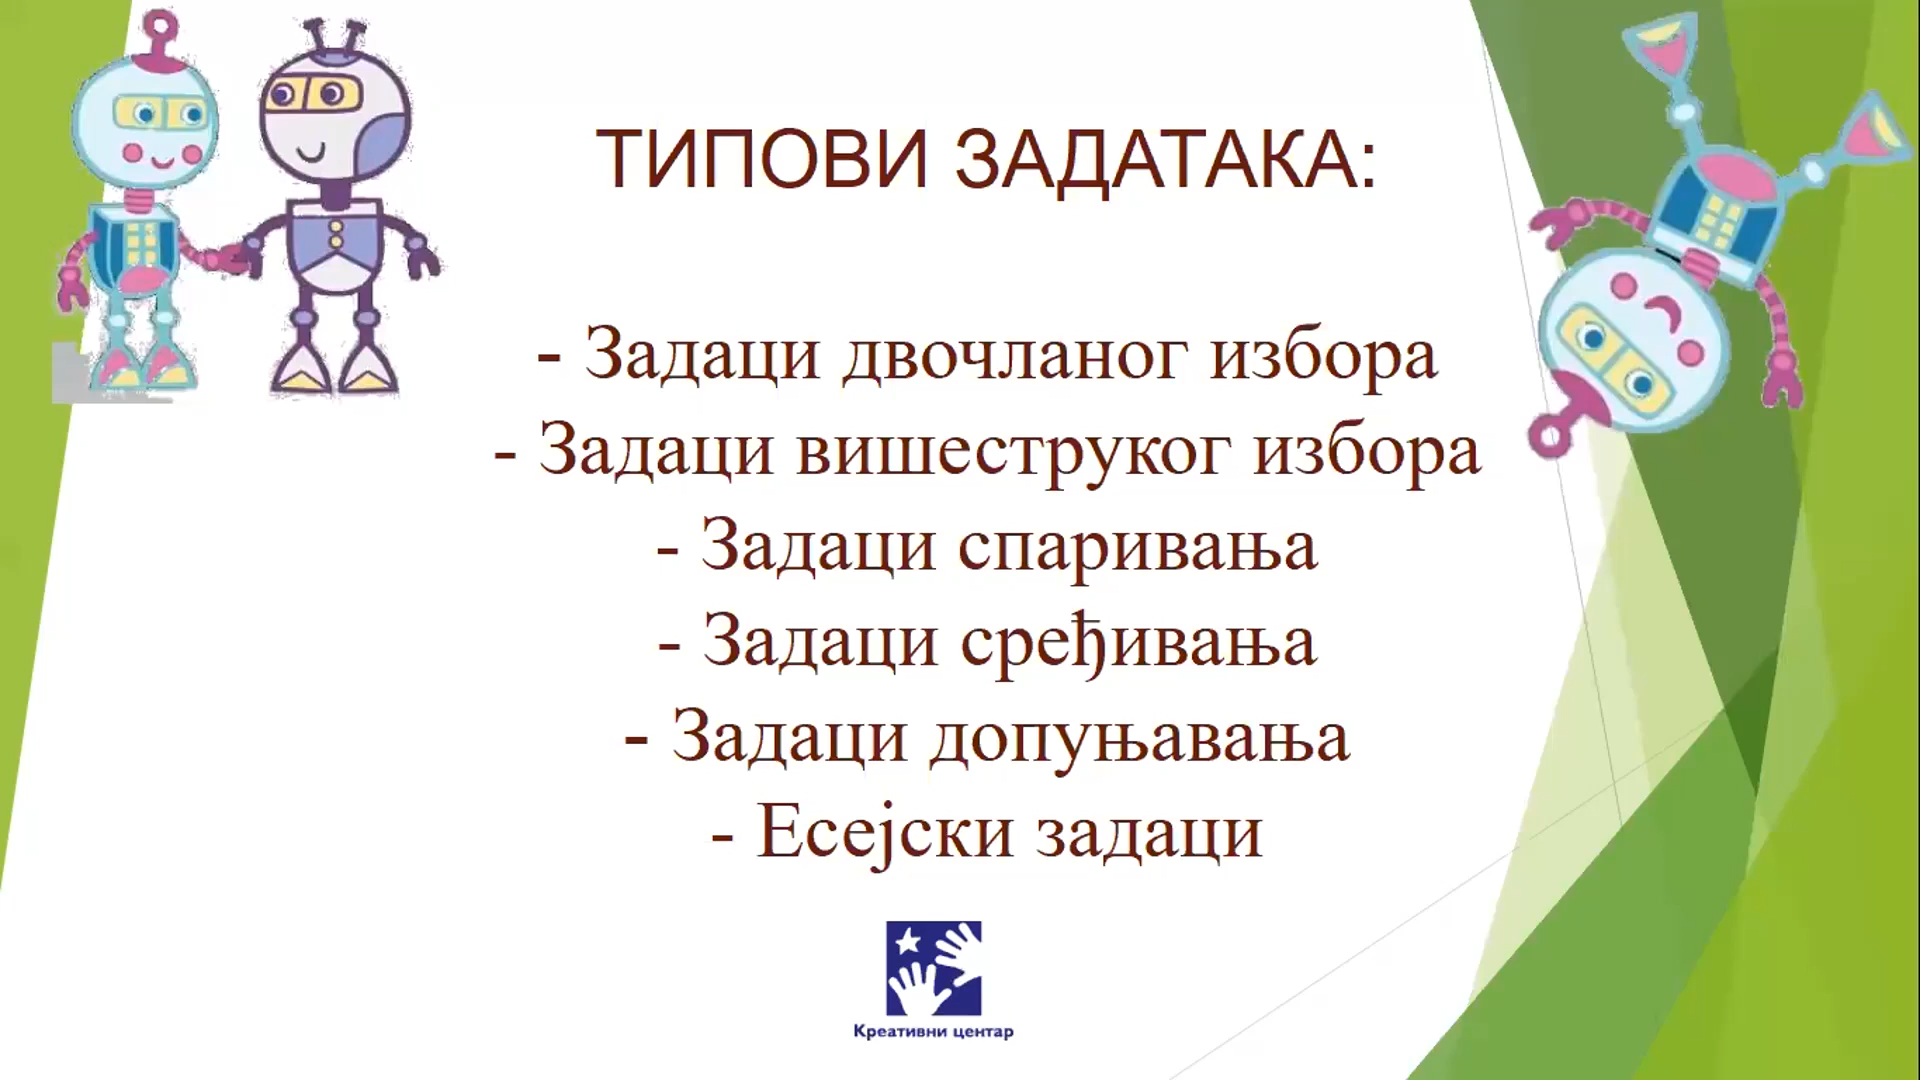 ТИПОВИ ЗАДАТАКА:
- Задаци двочланог избора
- Задаци вишеструког избора
- Задаци спаривања
- Задаци сређивања
- Задаци допуњавања
- Есејски задаци
Креативни центар